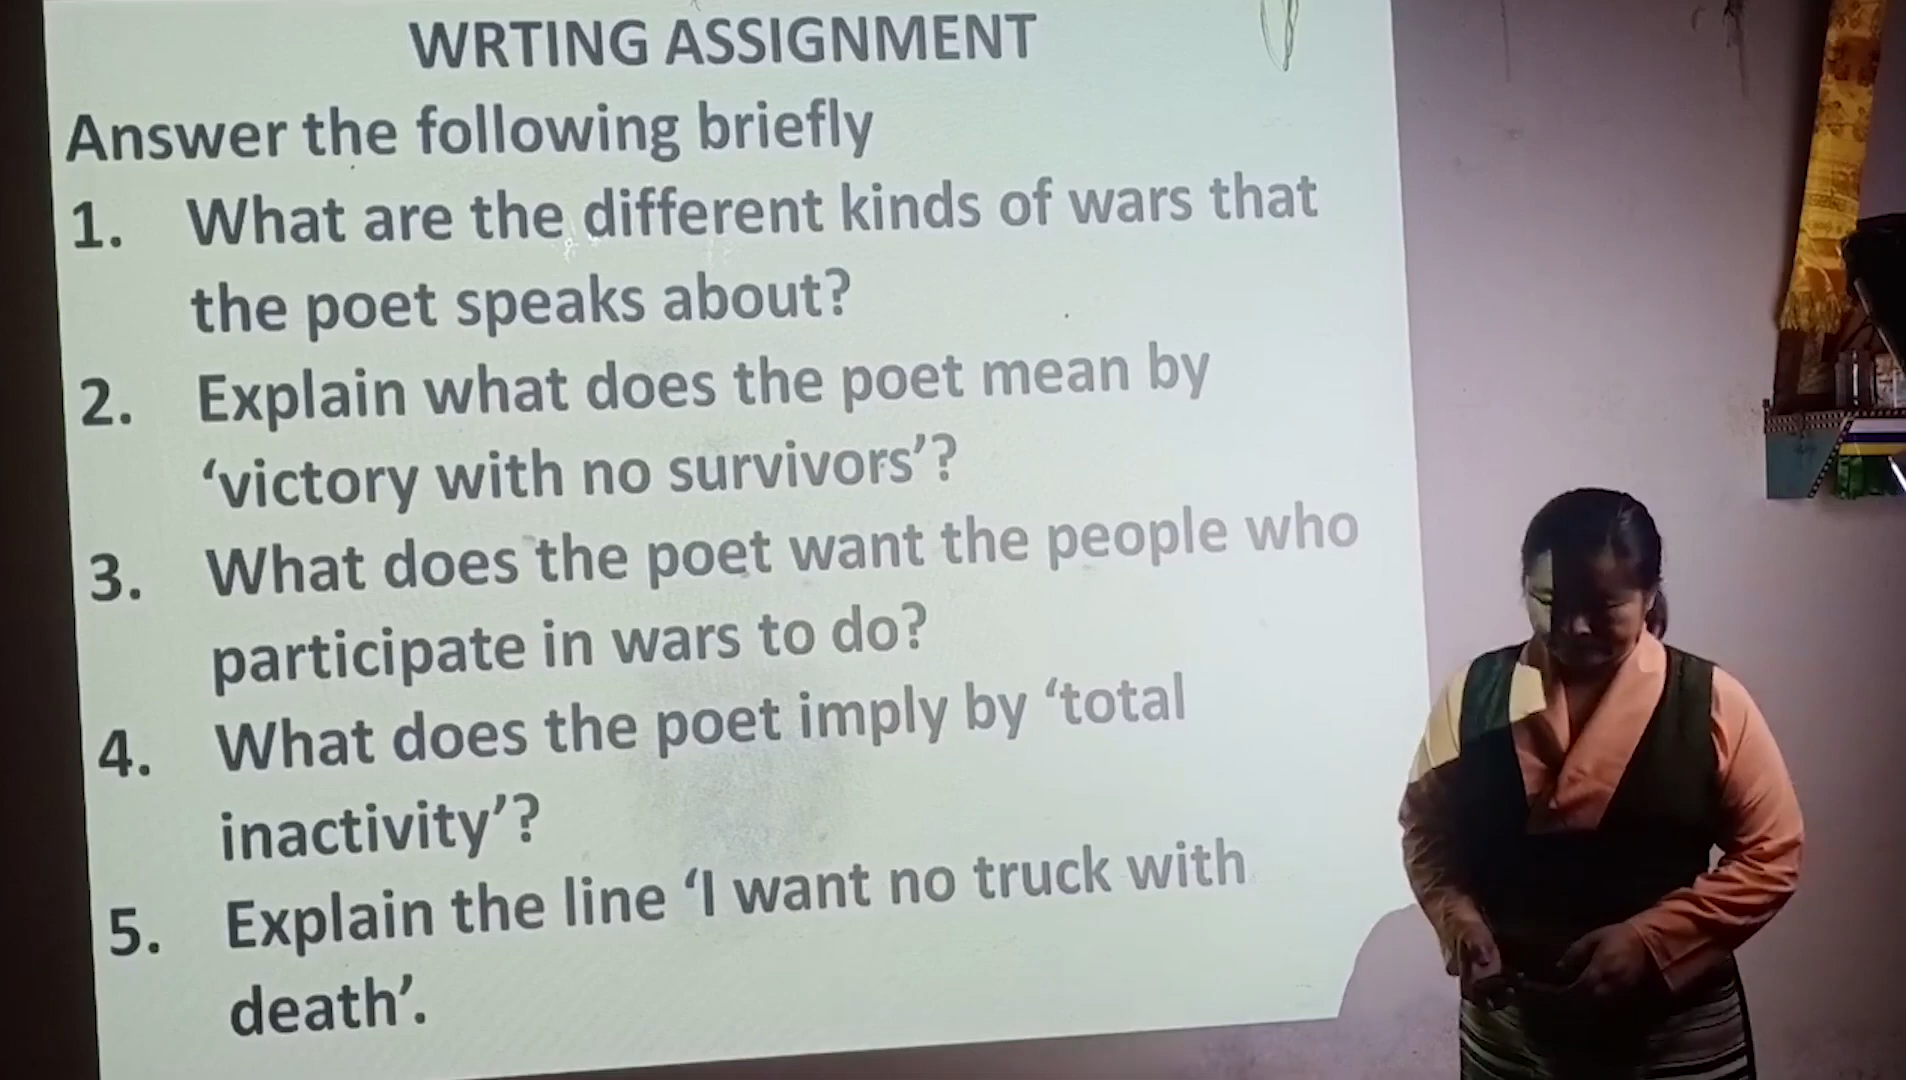 WRTING ASSIGNMENT
Answer the following briefly
1. What are the different kinds of wars that
the poet speaks about?
2. Explain what does the poet mean by
‘victory with no survivors’?
3. What does the poet want the people who
participate in wars to do?
4. What does the poet imply by ‘total
inactivity’?
5. Explain the line ‘I want no truck with
death’.